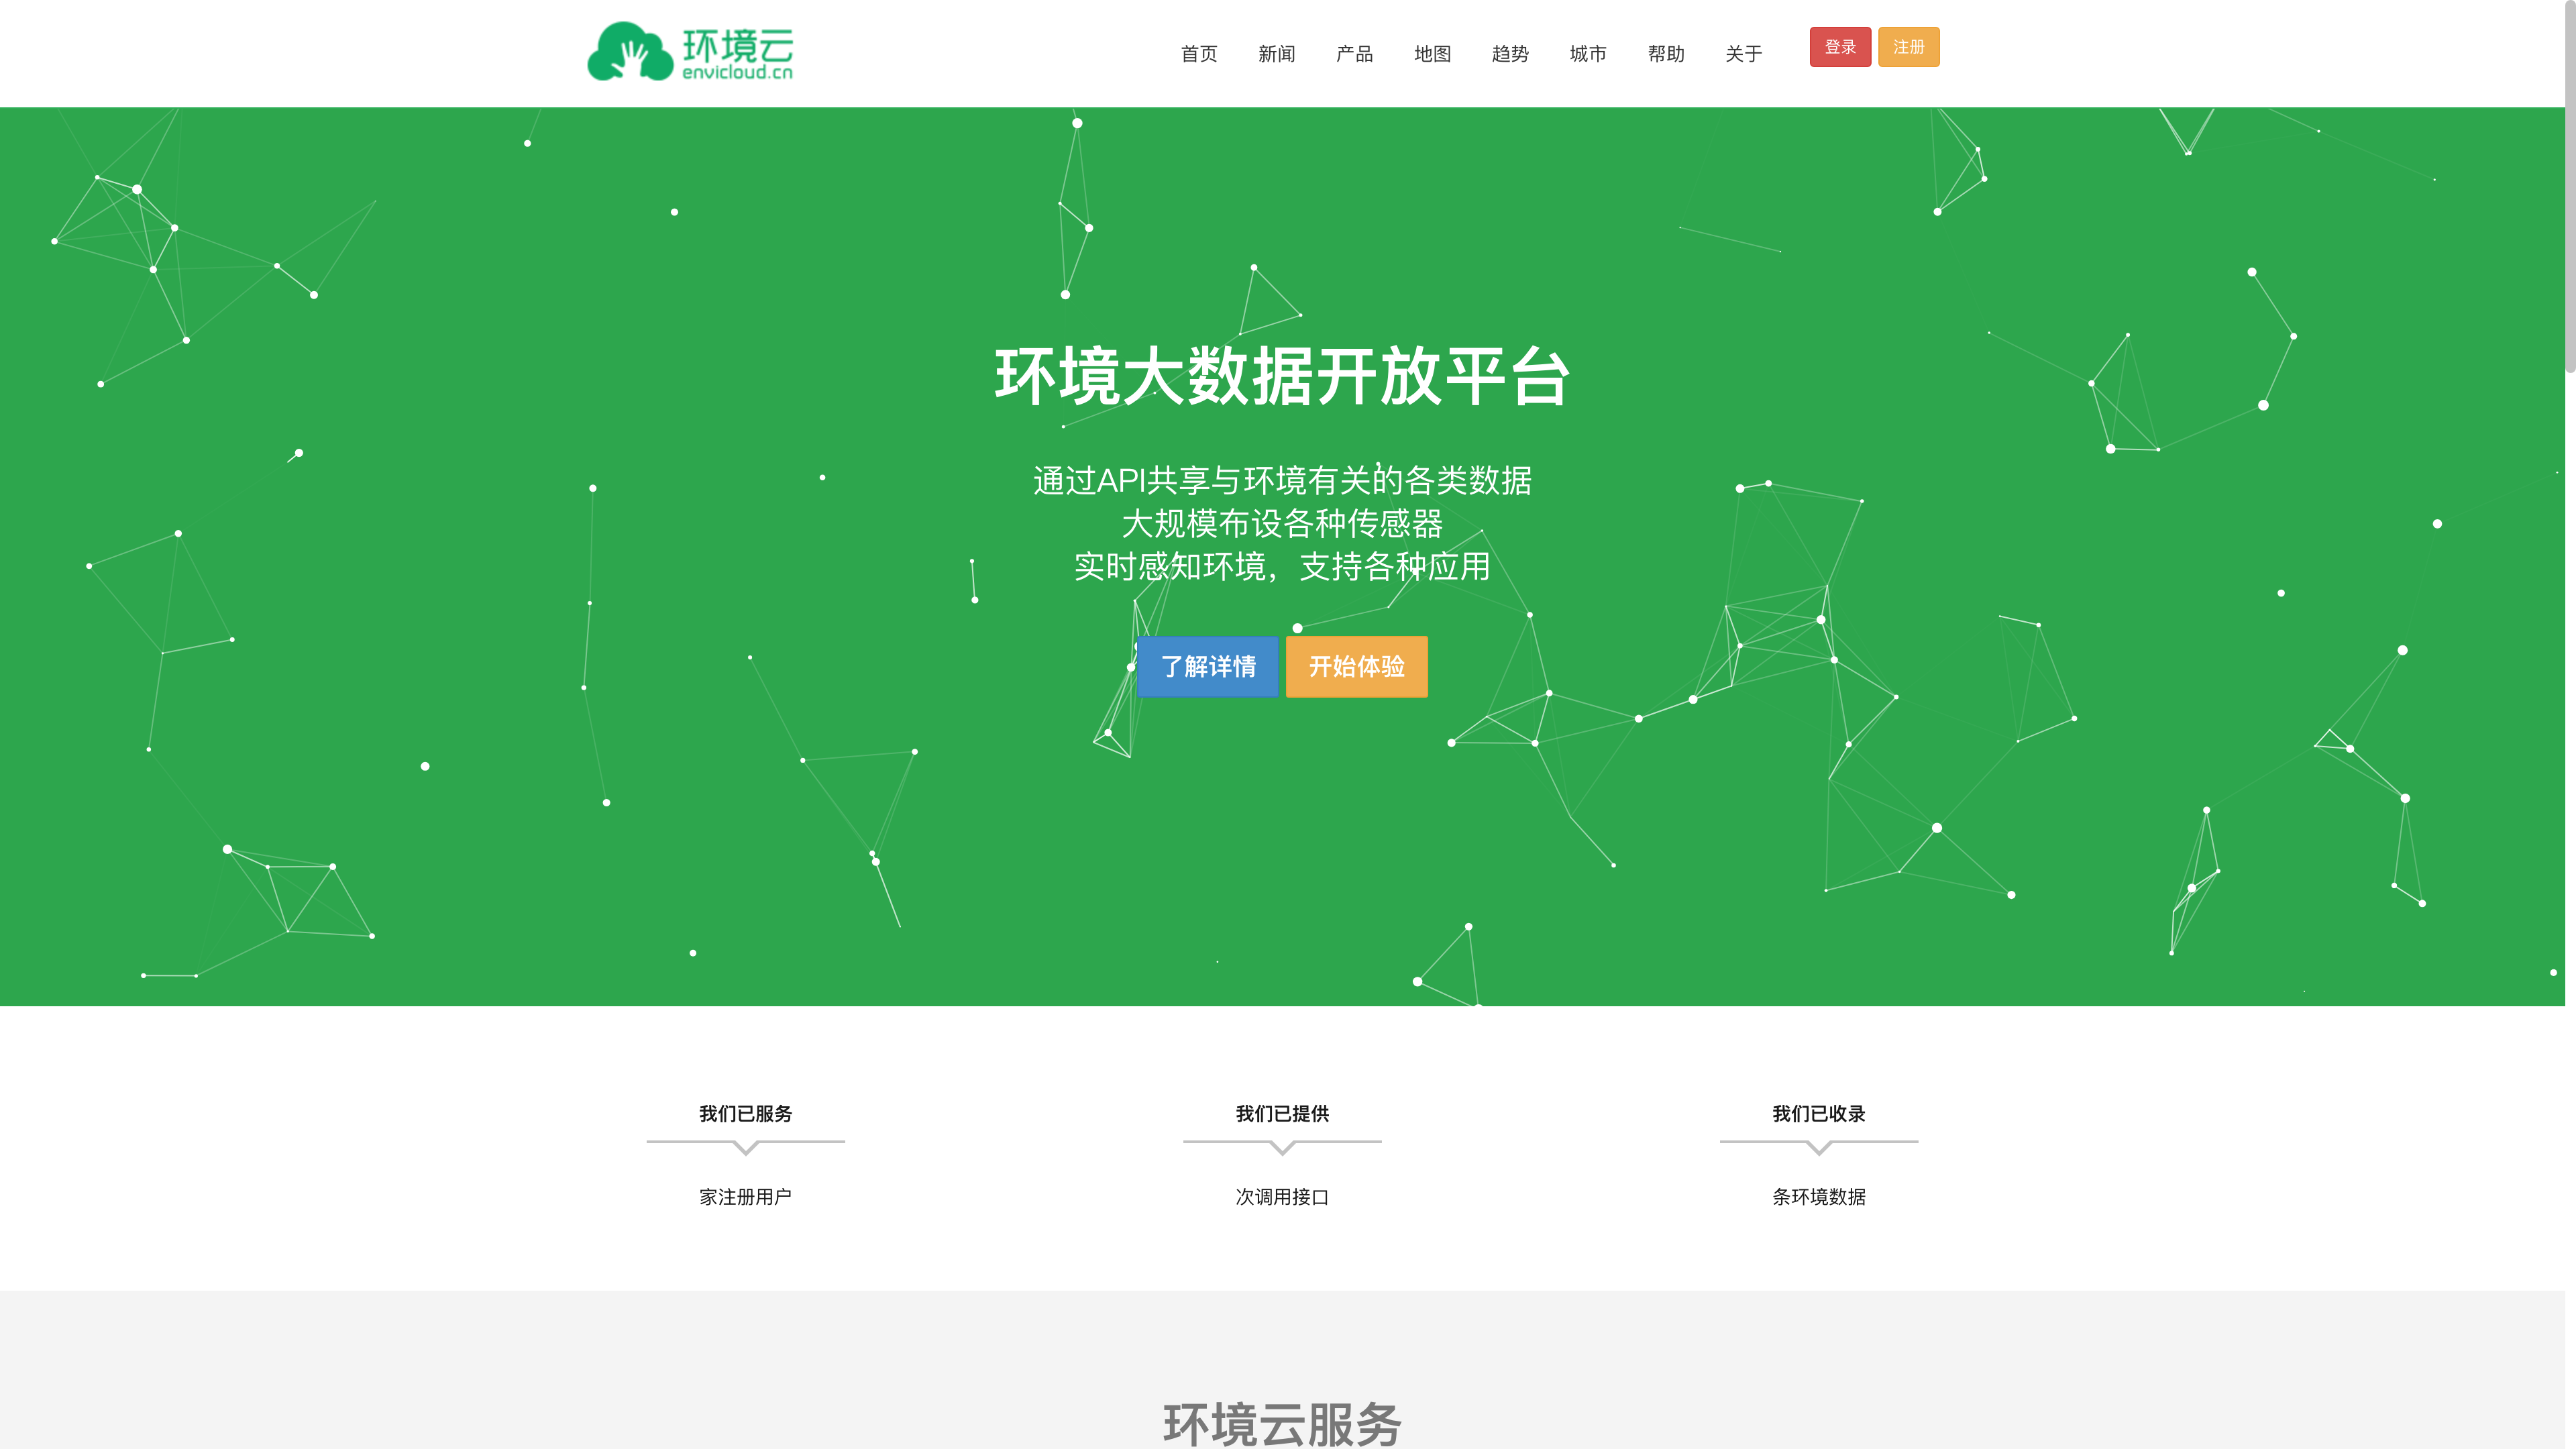 环境云
envicloud.cn
首页 新闻 产品 地图 趋势 城市 帮助 关于 登录 注册
环境大数据开放平台
通过API共享与环境有关的各类数据
大规模布设各种传感器
实时感知环境，支持各种应用
了解详情 开始体验
我们已服务 我们已提供 我们已收录
家注册用户 次调用接口 条环境数据
环境云服务